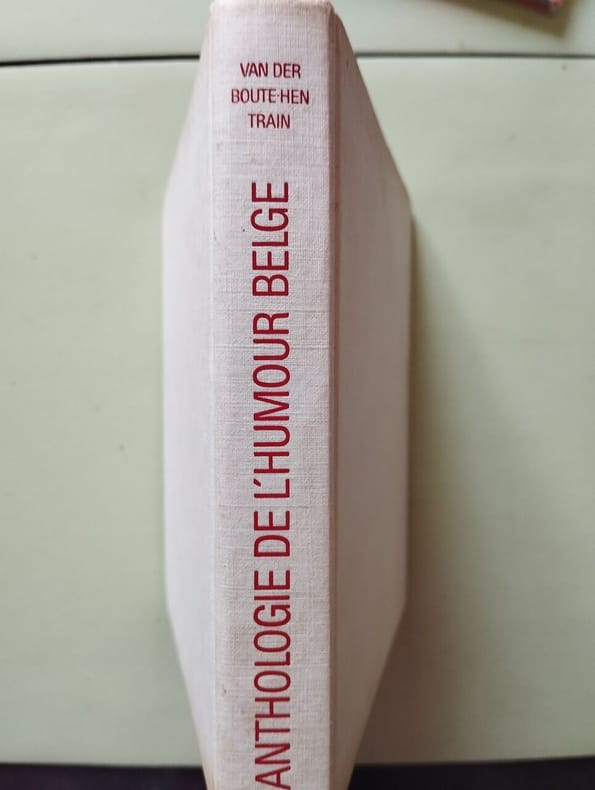 VAN DER
BOUTE-HEN
TRAIN
ANTHOLOGIE DE L'HUMOUR BELGE